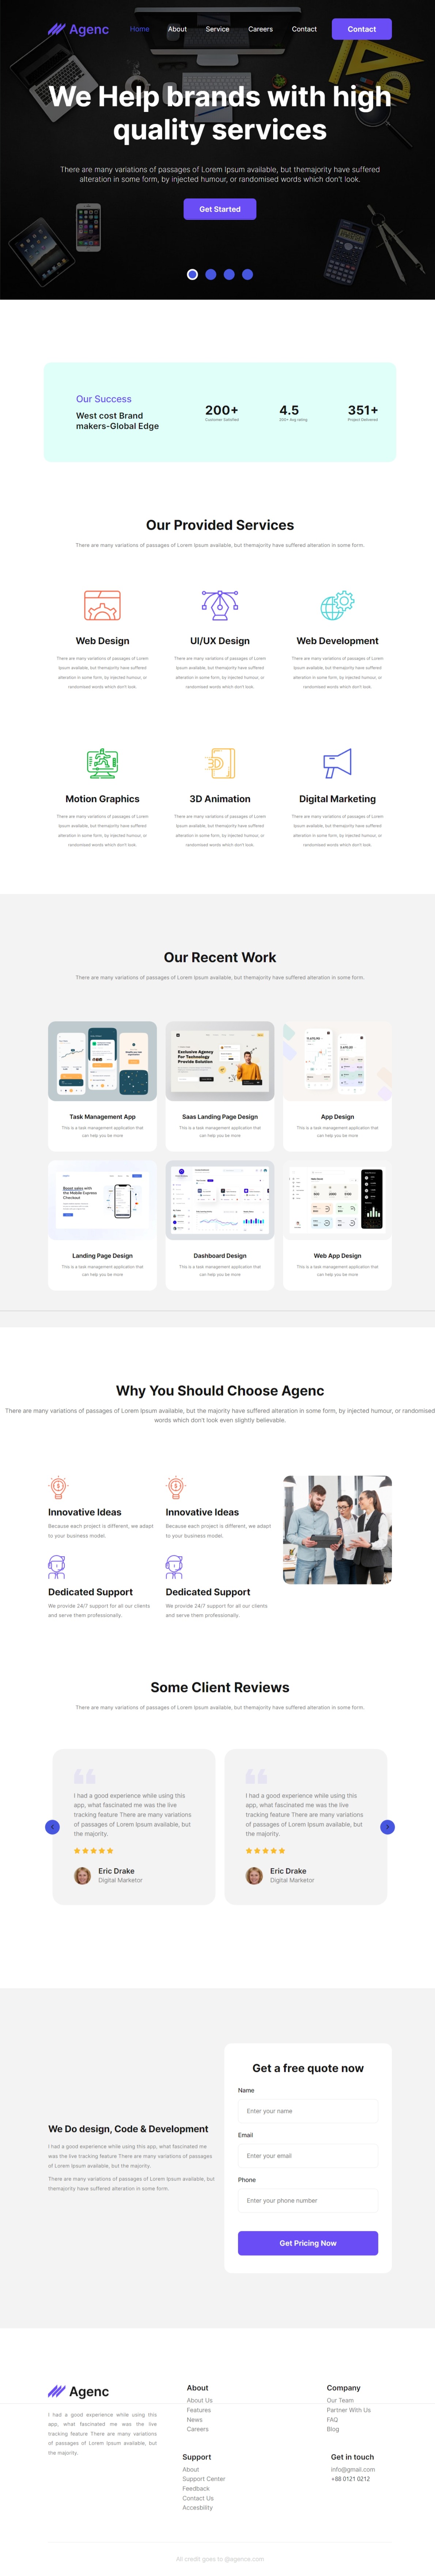 Agenc
Home
About
Service
Careers
Contact
Contact
We Help brands with high
quality services
There are many variations of passages of Lorem Ipsum available, but themajority have suffered
alteration in some form, by injected humour, or randomised words which don't look.
Get Started
Our Success
West cost Brand
makers-Global Edge
200+
Customer Satisfied
4.5
200+ Avg rating
351+
Project Delivered
Our Provided Services
There are many variations of passages of Lorem Ipsum available, but themajority have suffered alteration in some form.
Web Design
There are many variations of passages of Lorem
Ipsum available, but themajority have suffered
alteration in some form, by injected humour, or
randomised words which don't look.
UI/UX Design
There are many variations of passages of Lorem
Ipsum available, but themajority have suffered
alteration in some form, by injected humour, or
randomised words which don't look.
Web Development
There are many variations of passages of Lorem
Ipsum available, but themajority have suffered
alteration in some form, by injected humour, or
randomised words which don't look.
Motion Graphics
There are many variations of passages of Lorem
Ipsum available, but themajority have suffered
alteration in some form, by injected humour, or
randomised words which don't look.
3D Animation
There are many variations of passages of Lorem
Ipsum available, but themajority have suffered
alteration in some form, by injected humour, or
randomised words which don't look.
Digital Marketing
There are many variations of passages of Lorem
Ipsum available, but themajority have suffered
alteration in some form, by injected humour, or
randomised words which don't look.
Our Recent Work
There are many variations of passages of Lorem Ipsum available, but themajority have suffered alteration in some form.
Exclusive Agency
For Technology
Provide Solution
Task Management App
This is a task management application that
can help you be more
Saas Landing Page Design
This is a task management application that
can help you be more
App Design
This is a task management application that
can help you be more
Boost sales with
the Mobile Express
Checkout
Landing Page Design
This is a task management application that
can help you be more
Dashboard Design
This is a task management application that
can help you be more
Web App Design
This is a task management application that
can help you be more
Why You Should Choose Agenc
There are many variations of passages of Lorem Ipsum available, but the majority have suffered alteration in some form, by injected humour, or randomised
words which don't look even slightly believable.
Innovative Ideas
Because each project is different, we adapt
to your business model.
Innovative Ideas
Because each project is different, we adapt
to your business model.
Dedicated Support
We provide 24/7 support for all our clients
and serve them professionally.
Dedicated Support
We provide 24/7 support for all our clients
and serve them professionally.
Some Client Reviews
There are many variations of passages of Lorem Ipsum available, but themajority have suffered alteration in some form.
I had a good experience while using this
app, what fascinated me was the live
tracking feature There are many variations
of passages of Lorem Ipsum available, but
the majority.
Eric Drake
Digital Marketor
I had a good experience while using this
app, what fascinated me was the live
tracking feature There are many variations
of passages of Lorem Ipsum available, but
the majority.
Eric Drake
Digital Marketor
We Do design, Code & Development
I had a good experience while using this app, what fascinated me
was the live tracking feature There are many variations of passages
of Lorem Ipsum available, but the majority.
There are many variations of passages of Lorem Ipsum available, but
themajority have suffered alteration in some form.
Get a free quote now
Name
Enter your name
Email
Enter your email
Phone
Enter your phone number
Get Pricing Now
Agenc
I had a good experience while using this
app, what fascinated me was the live
tracking feature There are many variations
of passages of Lorem Ipsum available, but
the majority.
About
About Us
Features
News
Careers
Company
Our Team
Partner With Us
FAQ
Blog
Support
About
Support Center
Feedback
Contact Us
Accesbility
Get in touch
info@gmail.com
+88 0121 0212
All credit goes to @agence.com